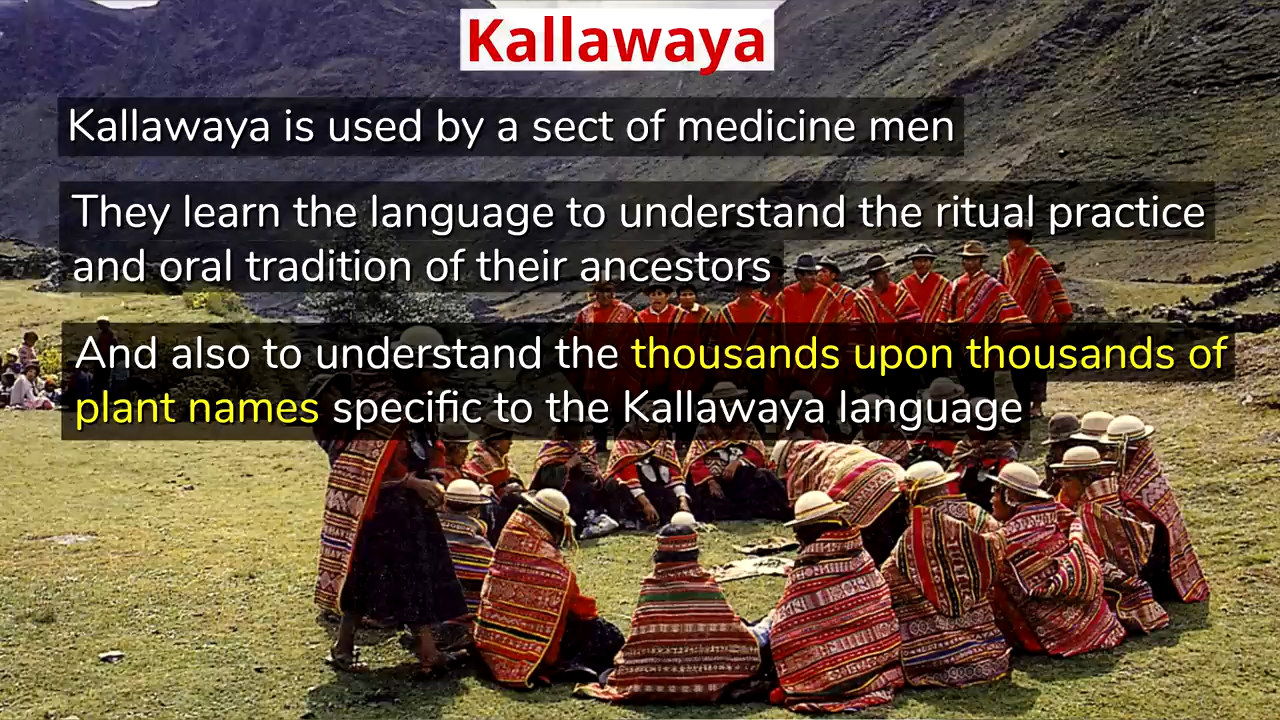 Kallawaya
Kallawaya is used by a sect of medicine men
They learn the language to understand the ritual practice
and oral tradition of their ancestors
And also to understand the thousands upon thousands of
plant names specific to the Kallawaya language